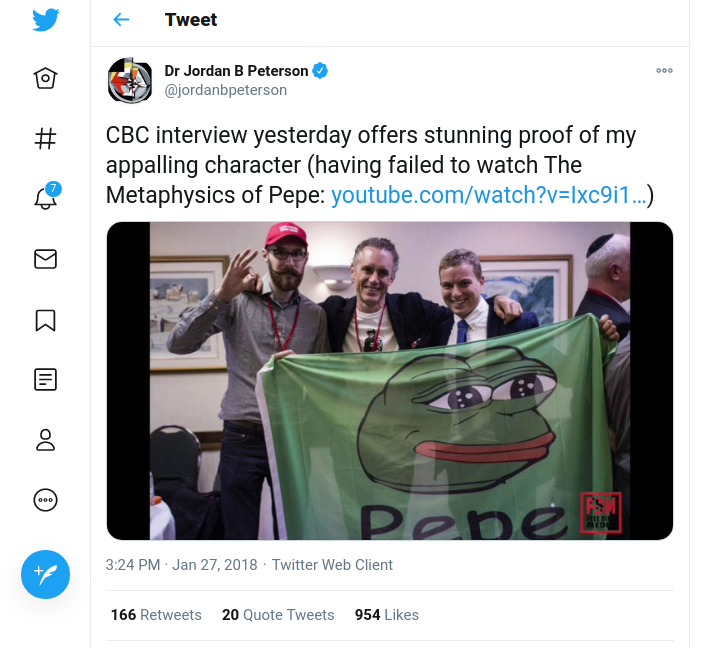 Tweet
Dr Jordan B Peterson
@jordanbpeterson
7
CBC interview yesterday offers stunning proof of my
appalling character (having failed to watch The
Metaphysics of Pepe: youtube.com/watch?v=Ixc9i1...)
Pepe
MEDIA
3:24 PM · Jan 27, 2018 · Twitter Web Client
166 Retweets 20 Quote Tweets 954 Likes